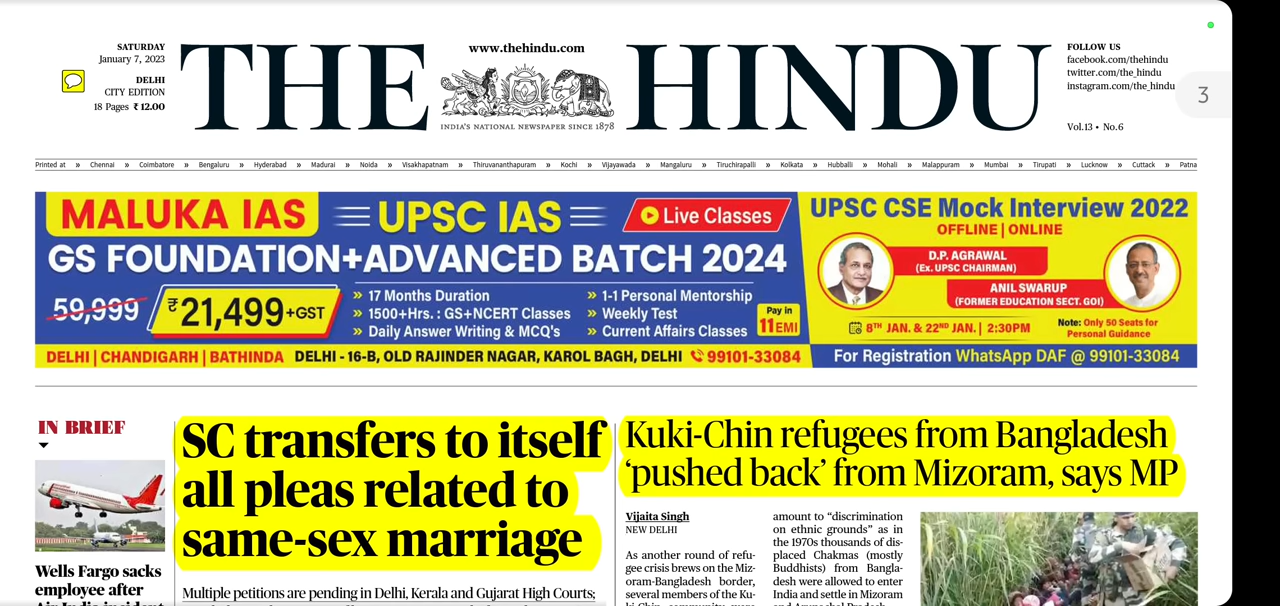 SATURDAY
January 7, 2023
DELHI
CITY EDITION
18 Pages ₹ 12.00
THE HINDU
www.thehindu.com
INDIA'S NATIONAL NEWSPAPER SINCE 1878
FOLLOW US
facebook.com/thehindu
twitter.com/the_hindu
instagram.com/the_hindu
Vol.13 • No.6
3
Printed at » Chennai » Coimbatore » Bengaluru » Hyderabad » Madurai » Noida » Visakhapatnam » Thiruvananthapuram » Kochi » Vijayawada » Mangaluru » Tiruchirapalli » Kolkata » Hubballi » Mohali » Malappuram » Mumbai » Tirupati » Lucknow » Cuttack » Patna
MALUKA IAS
UPSC IAS
Live Classes
GS FOUNDATION+ADVANCED BATCH 2024
59,999
₹21,499+GST
» 17 Months Duration
» 1500+Hrs. : GS+NCERT Classes
» Daily Answer Writing & MCQ's
» 1-1 Personal Mentorship
» Weekly Test
» Current Affairs Classes
Pay in
11 EMI
DELHI | CHANDIGARH | BATHINDA DELHI - 16-B, OLD RAJINDER NAGAR, KAROL BAGH, DELHI 99101-33084
UPSC CSE Mock Interview 2022
OFFLINE | ONLINE
D.P. AGRAWAL
(Ex. UPSC CHAIRMAN)
ANIL SWARUP
(FORMER EDUCATION SECT. GOI)
8TH JAN. & 22ND JAN. | 2:30PM
Note: Only 50 Seats for
Personal Guidance
For Registration WhatsApp DAF @ 99101-33084
IN BRIEF
Wells Fargo sacks
employee after
Air India incident
SC transfers to itself
all pleas related to
same-sex marriage
Multiple petitions are pending in Delhi, Kerala and Gujarat High Courts;
Kuki-Chin refugees from Bangladesh
‘pushed back’ from Mizoram, says MP
Vijaita Singh
NEW DELHI
As another round of refu-
gee crisis brews on the Miz-
oram-Bangladesh border,
several members of the Ku-
ki-Chin community were
amount to “discrimination
on ethnic grounds” as in
the 1970s thousands of dis-
placed Chakmas (mostly
Buddhists) from Bangla-
desh were allowed to enter
India and settle in Mizoram
and Arunachal Pradesh.